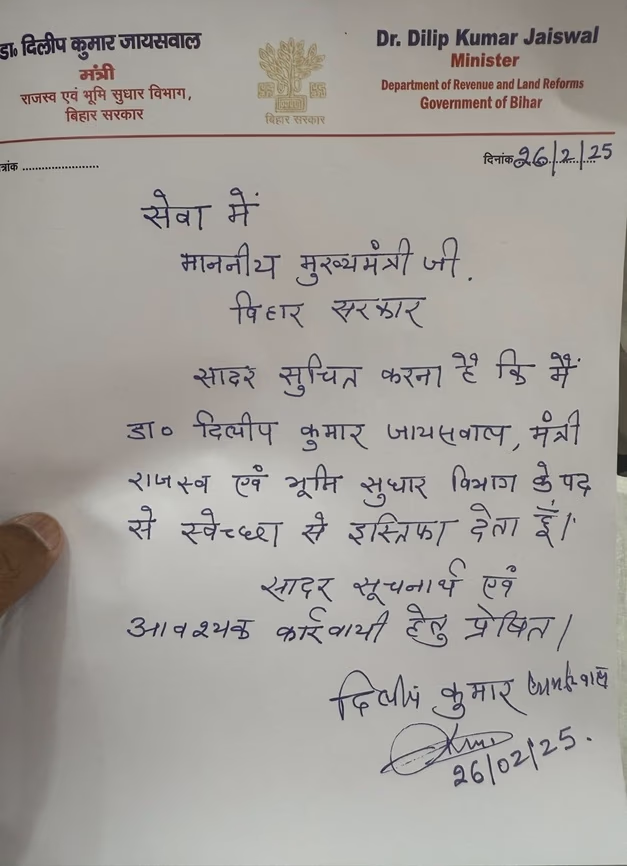 डा० दिलीप कुमार जायसवाल
मंत्री
राजस्व एवं भूमि सुधार विभाग,
बिहार सरकार
बिहार सरकार
Dr. Dilip Kumar Jaiswal
Minister
Department of Revenue and Land Reforms
Government of Bihar
त्रांक ........................
दिनांक 26/2/25
सेवा में
माननीय मुख्यमंत्री जी.
विहार सरकार
सादर सुचित करना है कि मैं
डा० दिलीप कुमार जायसवाल, मंत्री
राजस्व एवं भूमि सुधार विभाग के पद
से स्वेच्छा से इस्तिफा देता हूँ।
सादर सूचनार्थ एवं
आवश्यक कार्रवायी हेतु प्रेषित।
दिलीप कुमार
26/02/25.